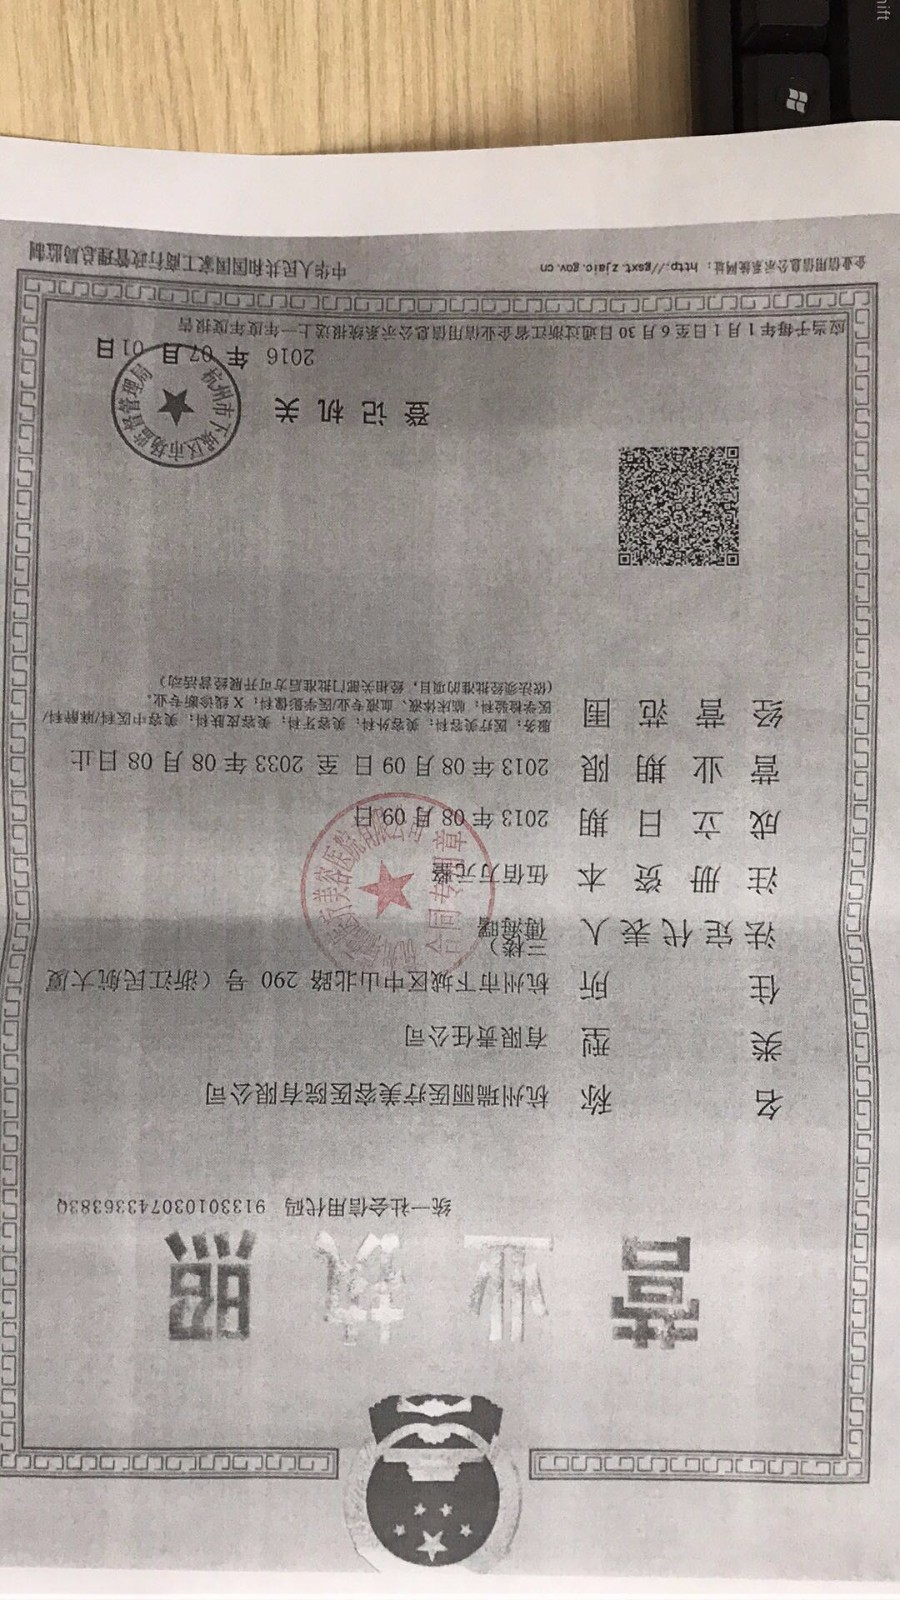 营业执照
统一社会信用代码 91330103074336383Q
名称 杭州瑞丽医疗美容医院有限公司
类型 有限责任公司
住所 杭州市下城区中山北路 290 号（浙江民航大厦
三楼）
法定代表人 傅海曙
注册资本 伍佰万元整
成立日期 2013 年 08 月 09 日
营业期限 2013 年 08 月 09 日 至 2033 年 08 月 08 日止
经营范围 服务：医疗美容科；美容外科；美容牙科；美容皮肤科；美容中医科/麻醉科/
医学检验科；临床体液、血液专业/医学影像科；X 线诊断专业。
（依法须经批准的项目，经相关部门批准后方可开展经营活动）
美容医院有限公司
合同专用章
登记机关
杭州市下城区市场监督管理局
2016 年 07 月 01 日
应当于每年 1 月 1 日至 6 月 30 日通过浙江省企业信用信息公示系统报送上一年度年度报告
企业信用信息公示系统网址：http://gsxt.zjaic.gov.cn
中华人民共和国国家工商行政管理总局监制